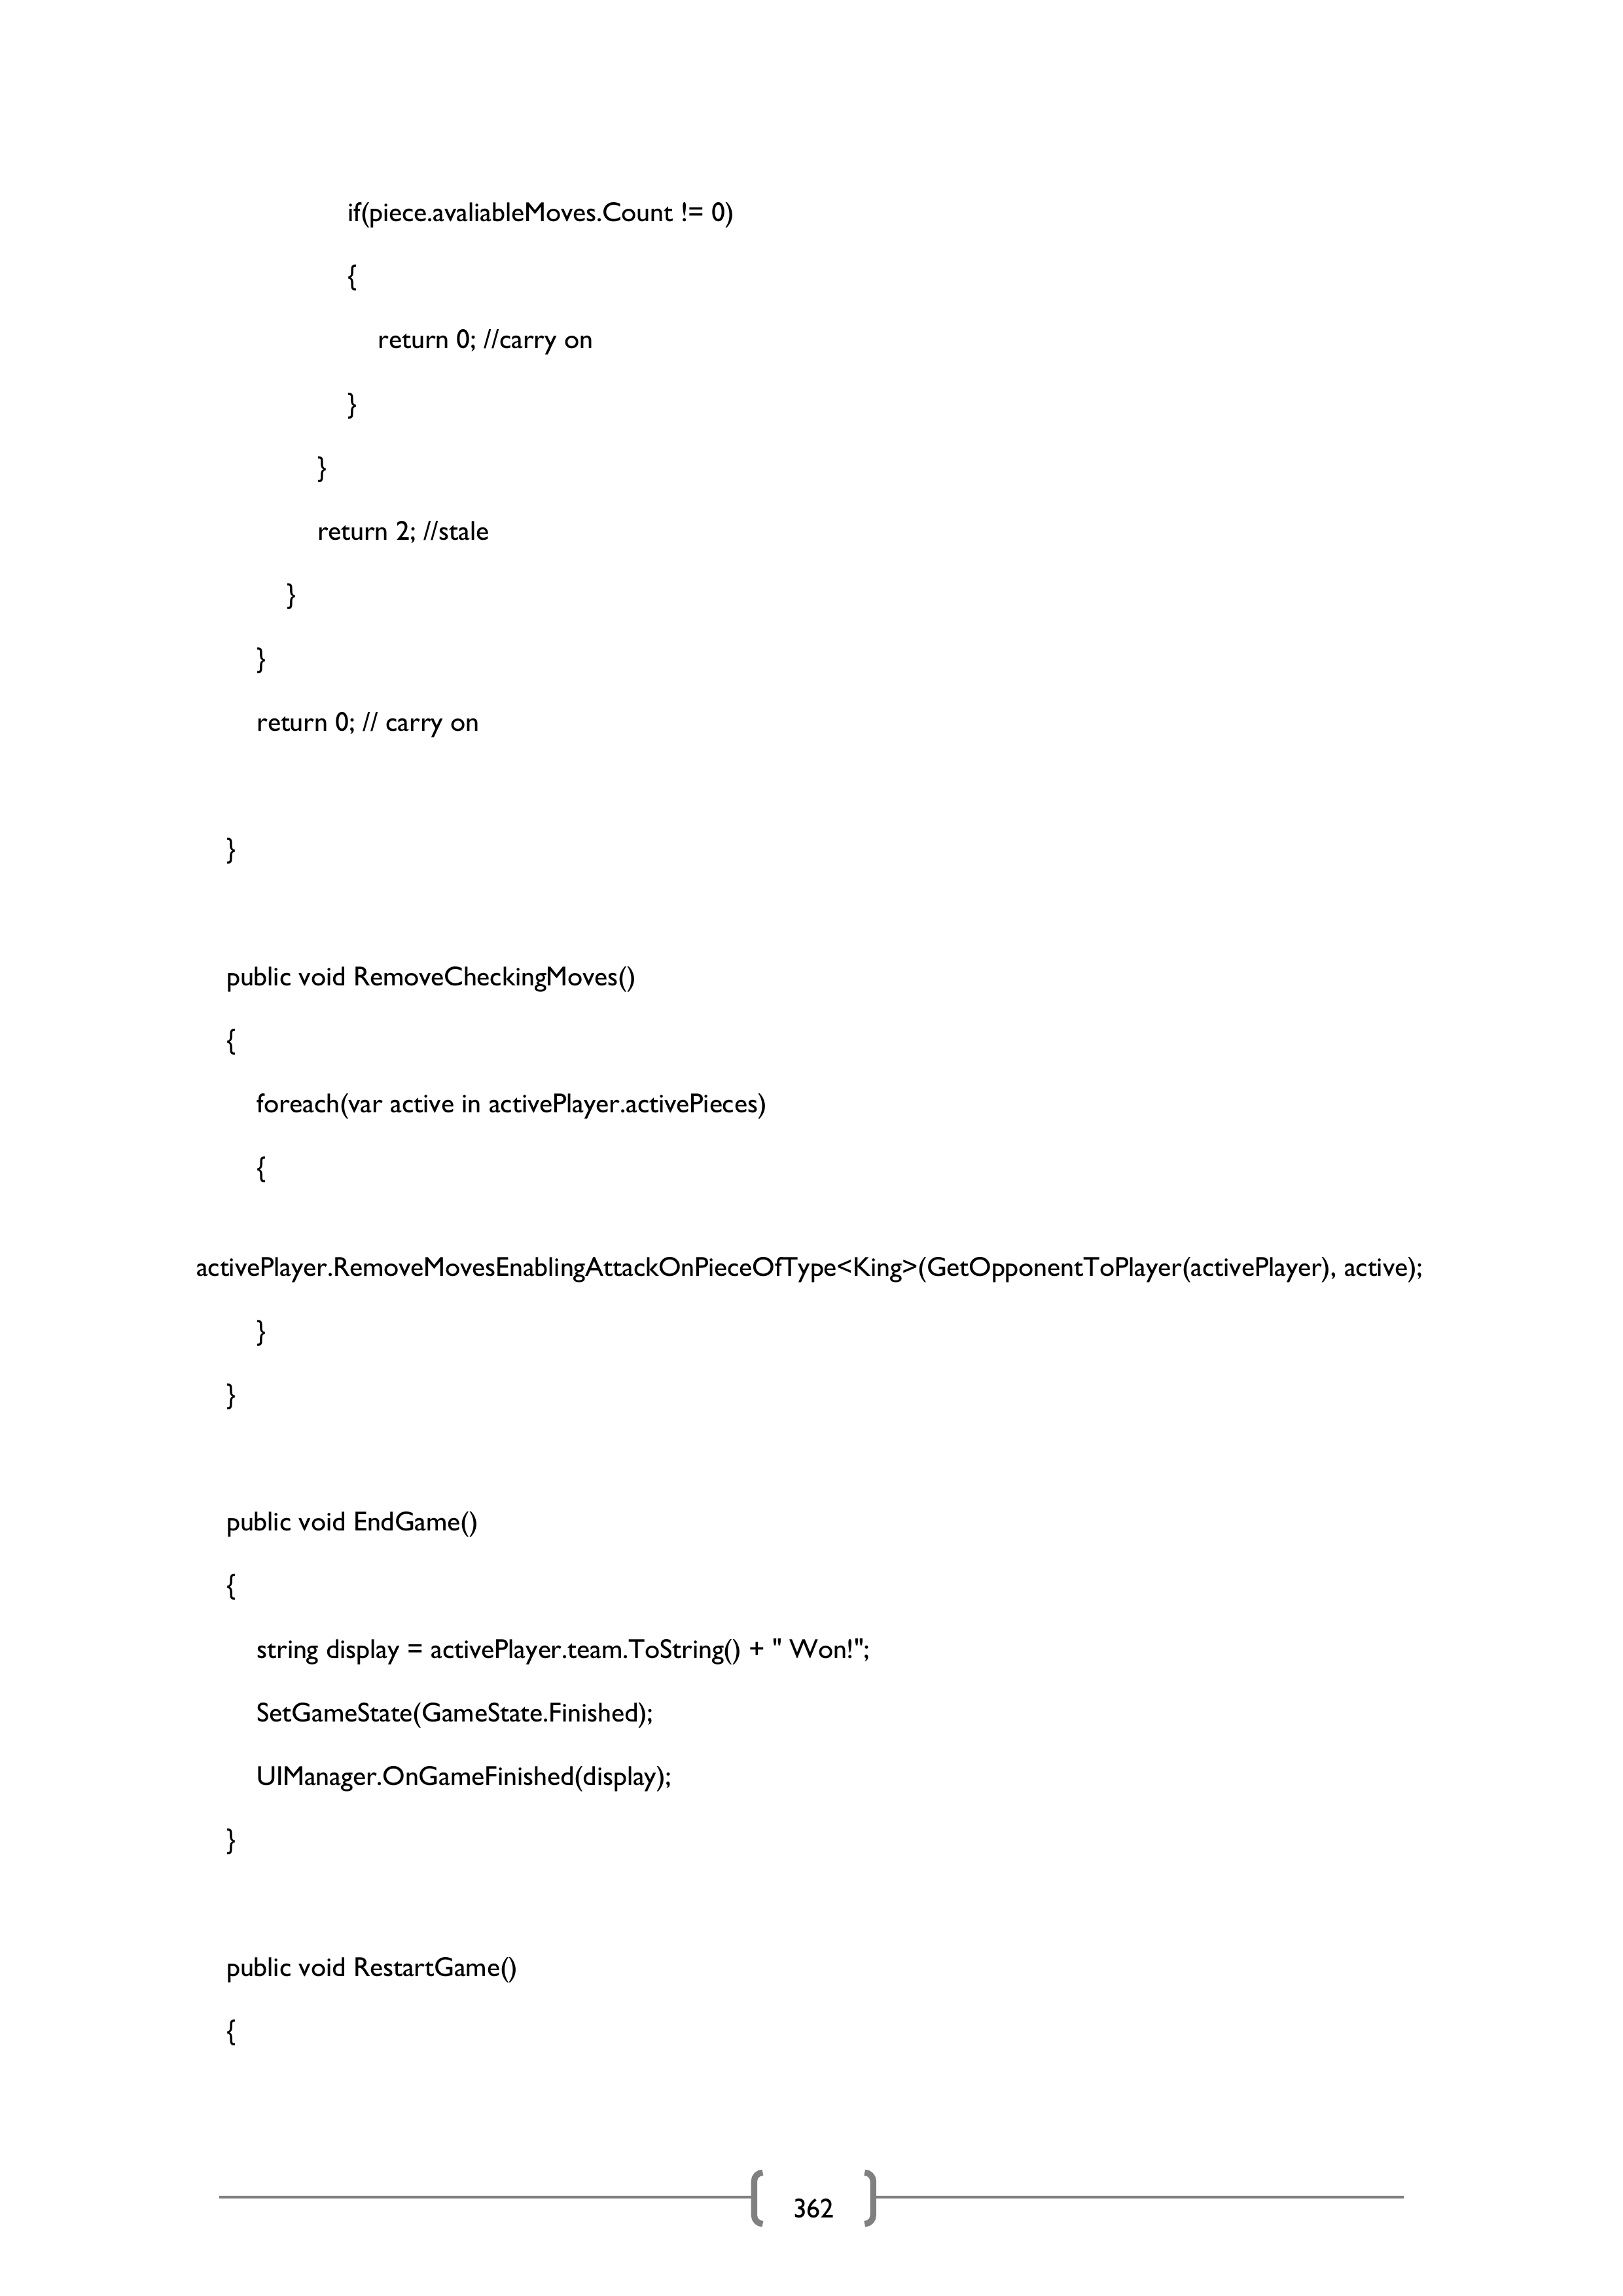 if(piece.avaliableMoves.Count != 0)
{
return 0; //carry on
}
}
return 2; //stale
}
}
return 0; // carry on
}
public void RemoveCheckingMoves()
{
foreach(var active in activePlayer.activePieces)
{
activePlayer.RemoveMovesEnablingAttackOnPieceOfType<King>(GetOpponentToPlayer(activePlayer), active);
}
}
public void EndGame()
{
string display = activePlayer.team.ToString() + " Won!";
SetGameState(GameState.Finished);
UIManager.OnGameFinished(display);
}
public void RestartGame()
{
362